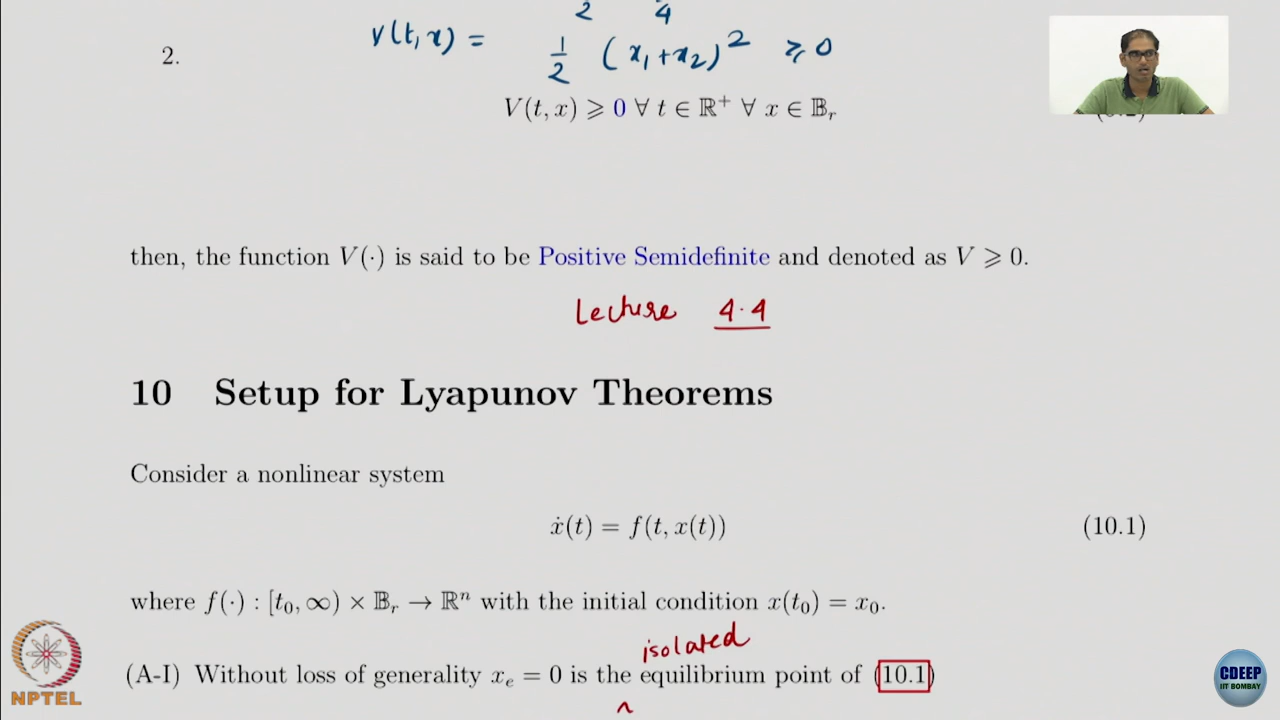 2 4
2. V(t,x) = 1/2 (x₁+x₂)² ≥ 0
V(t, x) ⩾ 0 ∀ t ∈ ℝ⁺ ∀ x ∈ 𝔹ᵣ
then, the function V(·) is said to be Positive Semidefinite and denoted as V ⩾ 0.
Lecture 4.4
10 Setup for Lyapunov Theorems
Consider a nonlinear system
ẋ(t) = f(t, x(t)) (10.1)
where f(·) : [t₀, ∞) × 𝔹ᵣ → ℝⁿ with the initial condition x(t₀) = x₀.
isolated
(A-I) Without loss of generality xₑ = 0 is the equilibrium point of (10.1)
^
NPTEL
CDEEP
IIT BOMBAY